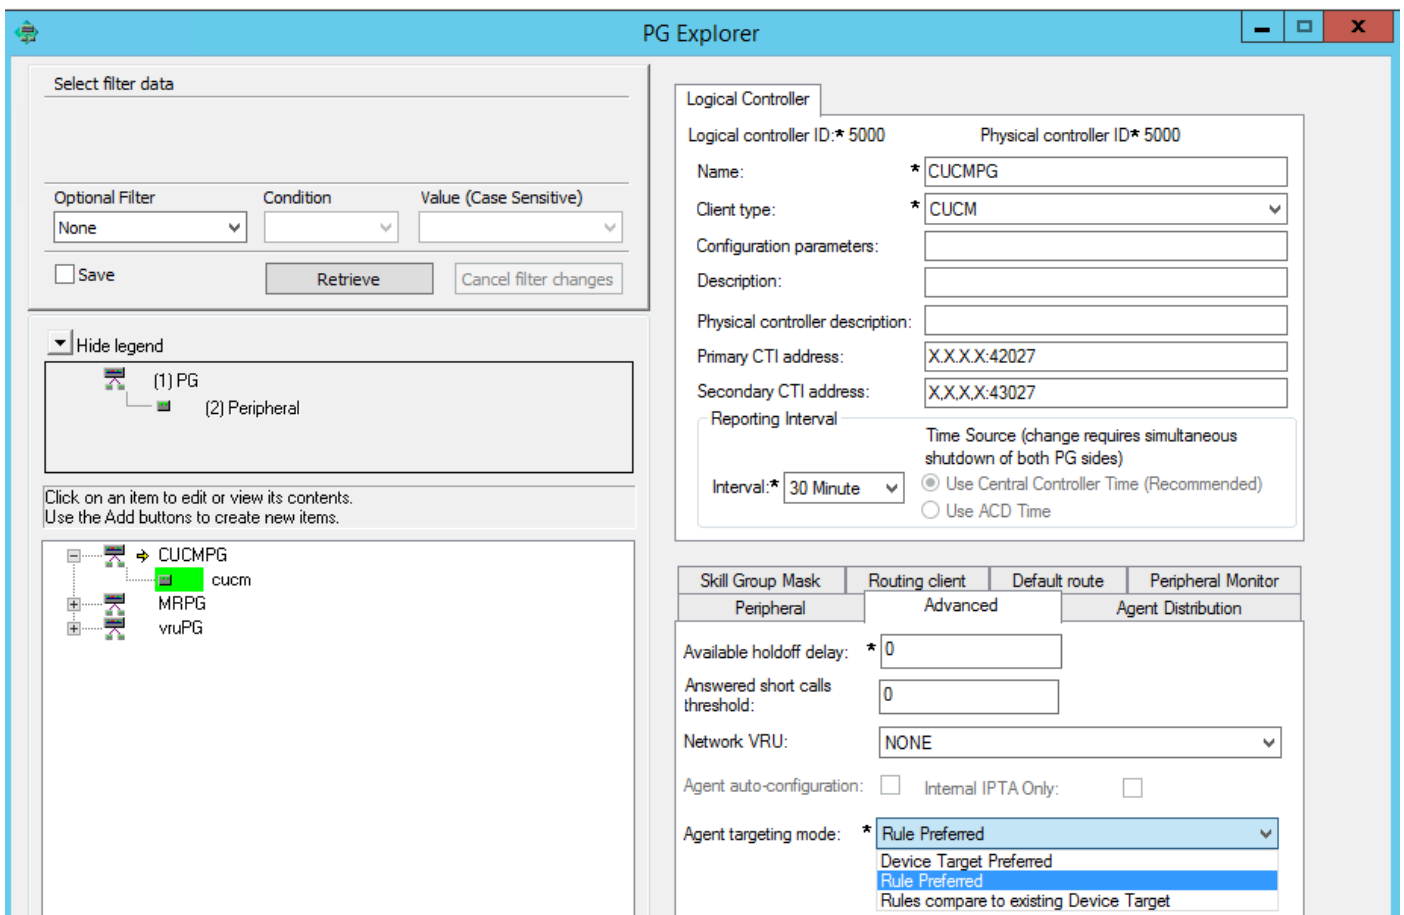 PG Explorer
Select filter data
Optional Filter
Condition
Value (Case Sensitive)
None
Save
Retrieve
Cancel filter changes
Hide legend
(1) PG
(2) Peripheral
Click on an item to edit or view its contents.
Use the Add buttons to create new items.
CUCMPG
cucm
MRPG
vruPG
Logical Controller
Logical controller ID:* 5000
Physical controller ID* 5000
Name: * CUCMPG
Client type: * CUCM
Configuration parameters:
Description:
Physical controller description:
Primary CTI address: X.X.X.X:42027
Secondary CTI address: X,X,X,X:43027
Reporting Interval
Time Source (change requires simultaneous
shutdown of both PG sides)
Interval:* 30 Minute
Use Central Controller Time (Recommended)
Use ACD Time
Skill Group Mask
Routing client
Default route
Peripheral Monitor
Peripheral
Advanced
Agent Distribution
Available holdoff delay: * 0
Answered short calls
threshold: 0
Network VRU: NONE
Agent auto-configuration:
Internal IPTA Only:
Agent targeting mode: * Rule Preferred
Device Target Preferred
Rule Preferred
Rules compare to existing Device Target